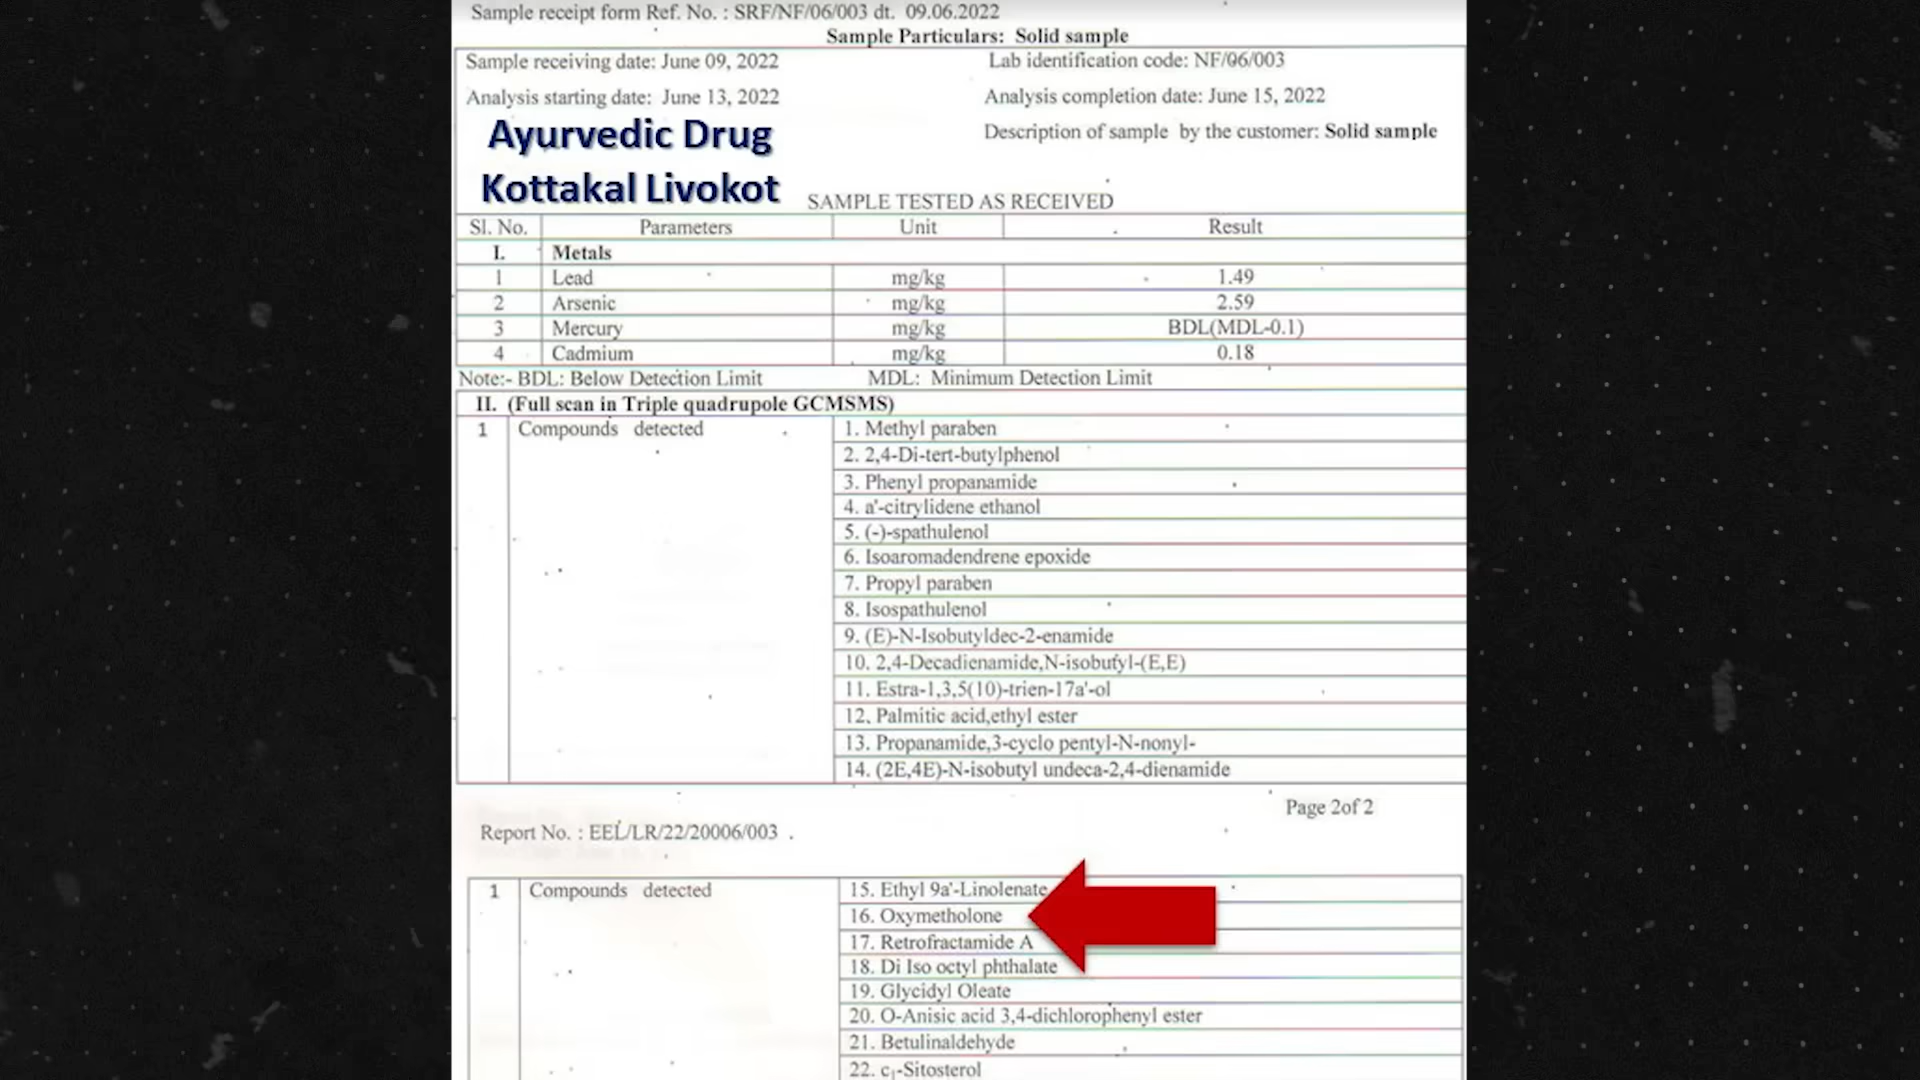 Sample receipt form Ref. No. : SRF/NF/06/003 dt. 09.06.2022
Sample Particulars: Solid sample
Sample receiving date: June 09, 2022 Lab identification code: NF/06/003
Analysis starting date: June 13, 2022 Analysis completion date: June 15, 2022
Ayurvedic Drug
Description of sample by the customer: Solid sample
Kottakal Livokot
SAMPLE TESTED AS RECEIVED
Sl. No. Parameters Unit Result
I. Metals
1 Lead mg/kg 1.49
2 Arsenic mg/kg 2.59
3 Mercury mg/kg BDL(MDL-0.1)
4 Cadmium mg/kg 0.18
Note:- BDL: Below Detection Limit MDL: Minimum Detection Limit
II. (Full scan in Triple quadrupole GCMSMS)
1 Compounds detected 1. Methyl paraben
2. 2,4-Di-tert-butylphenol
3. Phenyl propanamide
4. a'-citrylidene ethanol
5. (-)-spathulenol
6. Isoaromadendrene epoxide
7. Propyl paraben
8. Isospathulenol
9. (E)-N-Isobutyldec-2-enamide
10. 2,4-Decadienamide,N-isobutyl-(E,E)
11. Estra-1,3,5(10)-trien-17a'-ol
12. Palmitic acid,ethyl ester
13. Propanamide,3-cyclo pentyl-N-nonyl-
14. (2E,4E)-N-isobutyl undeca-2,4-dienamide
Page 2of 2
Report No. : EEL/LR/22/20006/003 .
1 Compounds detected 15. Ethyl 9a'-Linolenate
16. Oxymetholone
17. Retrofractamide A
18. Di Iso octyl phthalate
19. Glycidyl Oleate
20. O-Anisic acid 3,4-dichlorophenyl ester
21. Betulinaldehyde
22. c₁-Sitosterol